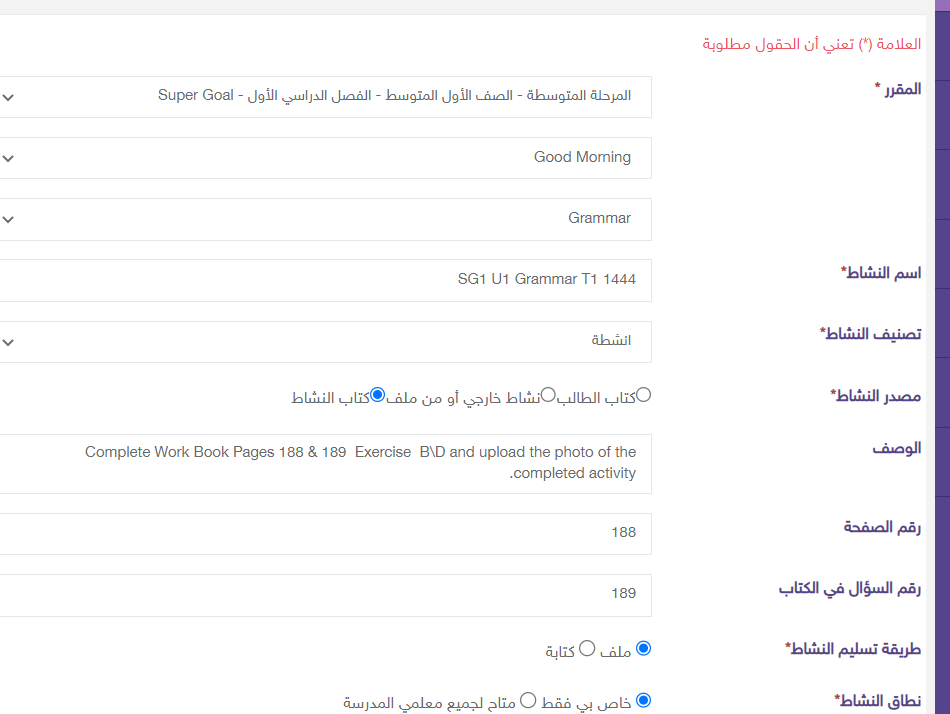 العلامة (*) تعني أن الحقول مطلوبة
المقرر *
المرحلة المتوسطة - الصف الأول المتوسط - الفصل الدراسي الأول - Super Goal
Good Morning
Grammar
اسم النشاط*
SG1 U1 Grammar T1 1444
تصنيف النشاط*
انشطة
مصدر النشاط*
كتاب الطالب نشاط خارجي أو من ملف كتاب النشاط
الوصف
Complete Work Book Pages 188 & 189 Exercise B\D and upload the photo of the
.completed activity
رقم الصفحة
188
رقم السؤال في الكتاب
189
طريقة تسليم النشاط*
ملف كتابة
نطاق النشاط*
خاص بي فقط متاح لجميع معلمي المدرسة